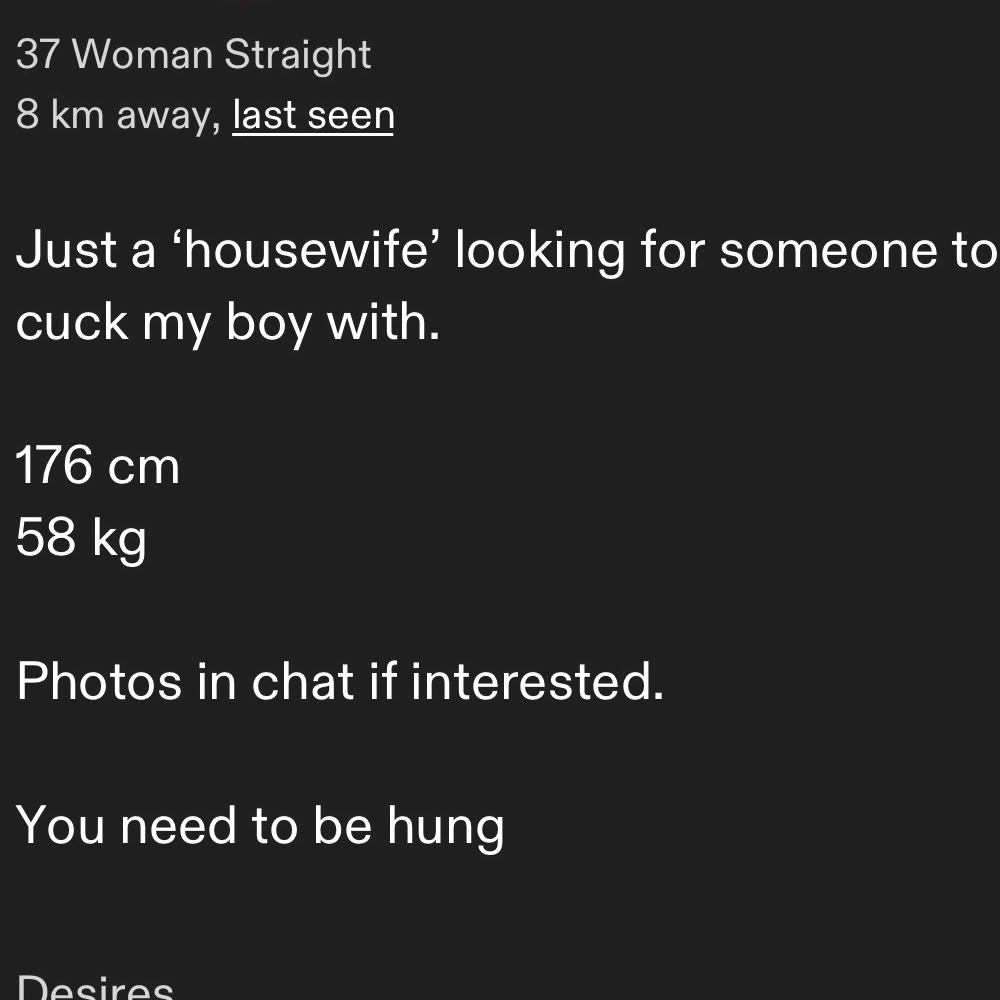 37 Woman Straight
8 km away, last seen
Just a ‘housewife’ looking for someone to
cuck my boy with.
176 cm
58 kg
Photos in chat if interested.
You need to be hung
Desires